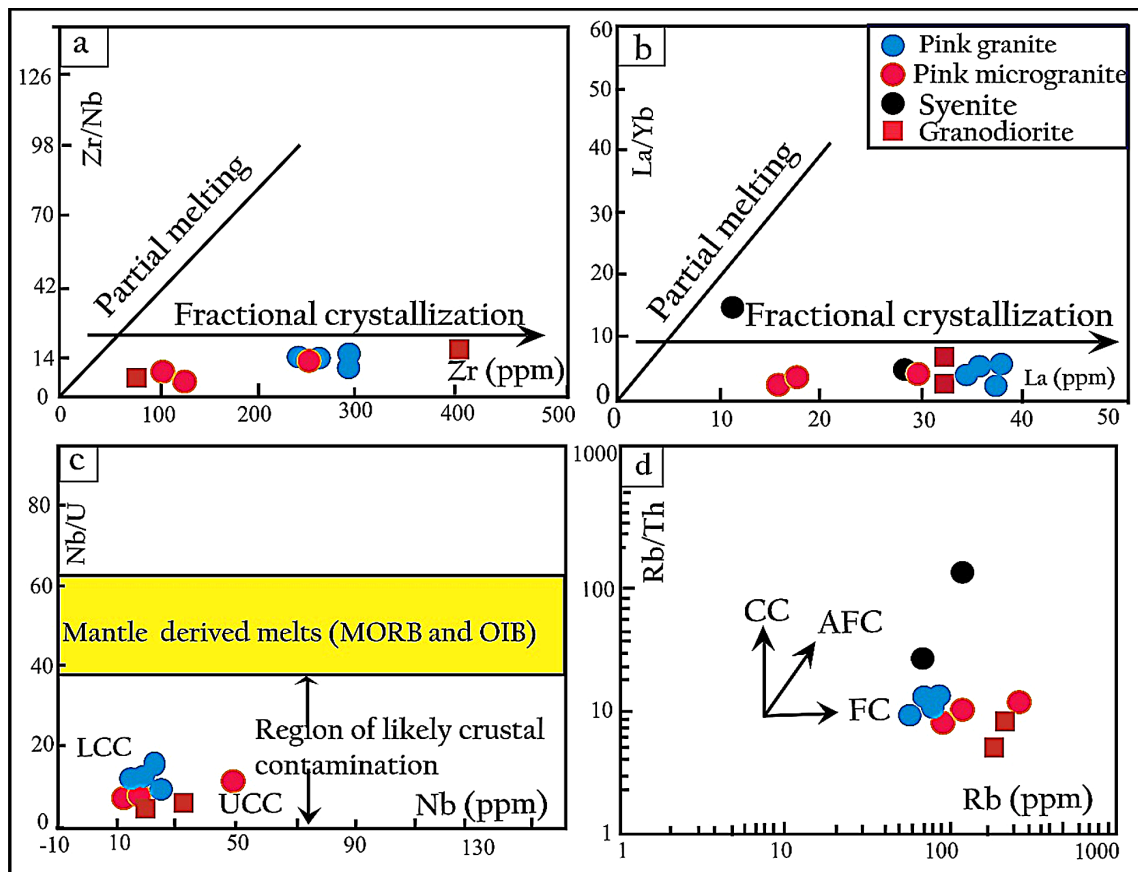 a
Zr/Nb
126
98
70
42
14
0
Partial melting
Fractional crystallization
Zr (ppm)
0
100
200
300
400
500
b
La/Yb
60
50
40
30
20
10
0
Partial melting
Fractional crystallization
La (ppm)
0
10
20
30
40
50
Pink granite
Pink microgranite
Syenite
Granodiorite
c
Nb/U
80
60
40
20
0
Mantle derived melts (MORB and OIB)
Region of likely crustal
contamination
LCC
UCC
Nb (ppm)
-10
10
50
90
130
d
Rb/Th
1000
100
10
1
CC
AFC
FC
Rb (ppm)
1
10
100
1000